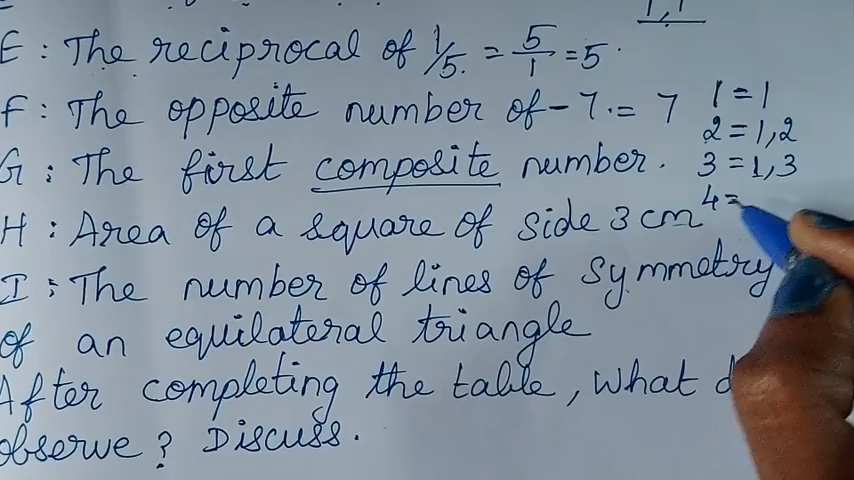 E : The reciprocal of 1/5. = 5/1 = 5.
F : The opposite number of - 7. = 7
1 = 1
2 = 1,2
G : The first composite number.
3 = 1,3
H : Area of a square of side 3 cm
4 =
I : The number of lines of symmetry
of an equilateral triangle
After completing the table, what
observe? Discuss.